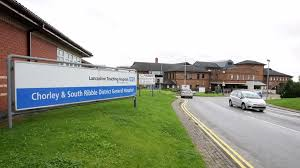 Lancashire Teaching Hospitals NHS
Chorley & South Ribble District General Hospital